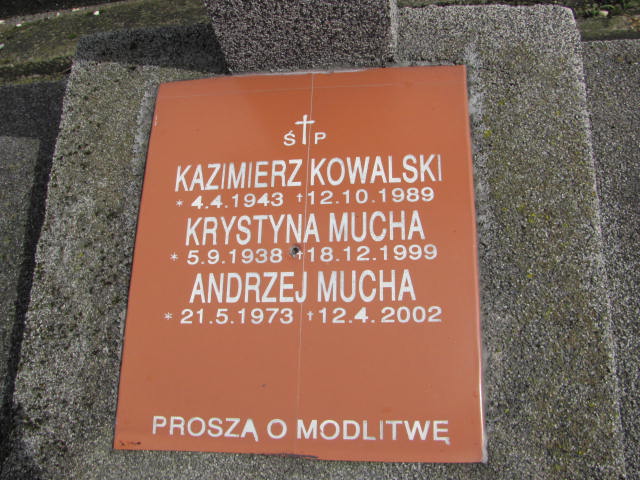 Ś † P
KAZIMIERZ KOWALSKI
* 4.4.1943 † 12.10.1989
KRYSTYNA MUCHA
* 5.9.1938 † 18.12.1999
ANDRZEJ MUCHA
* 21.5.1973 † 12.4.2002
PROSZĄ O MODLITWĘ